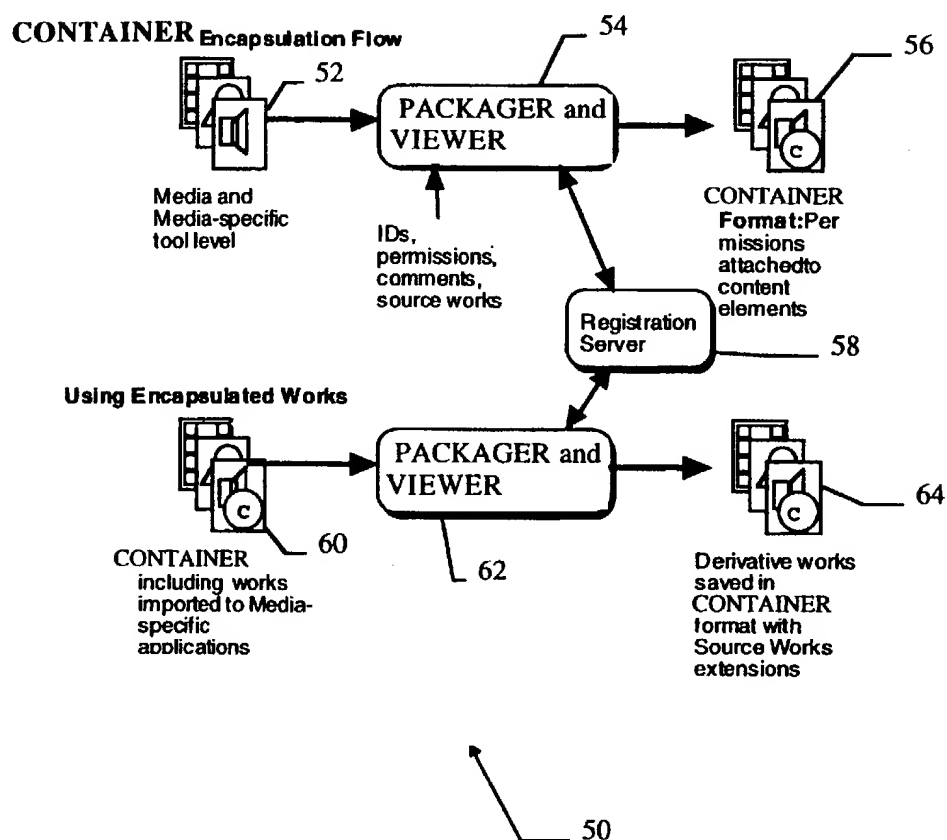 CONTAINER Encapsulation Flow
54
56
52
PACKAGER and
VIEWER
C
Media and
Media-specific
tool level
IDs,
permissions,
comments,
source works
CONTAINER
Format:Per
missions
attachedto
content
elements
Registration
Server
58
Using Encapsulated Works
PACKAGER and
VIEWER
C
60
62
C
64
CONTAINER
including works
imported to Media-
specific
applications
Derivative works
saved in
CONTAINER
format with
Source Works
extensions
50